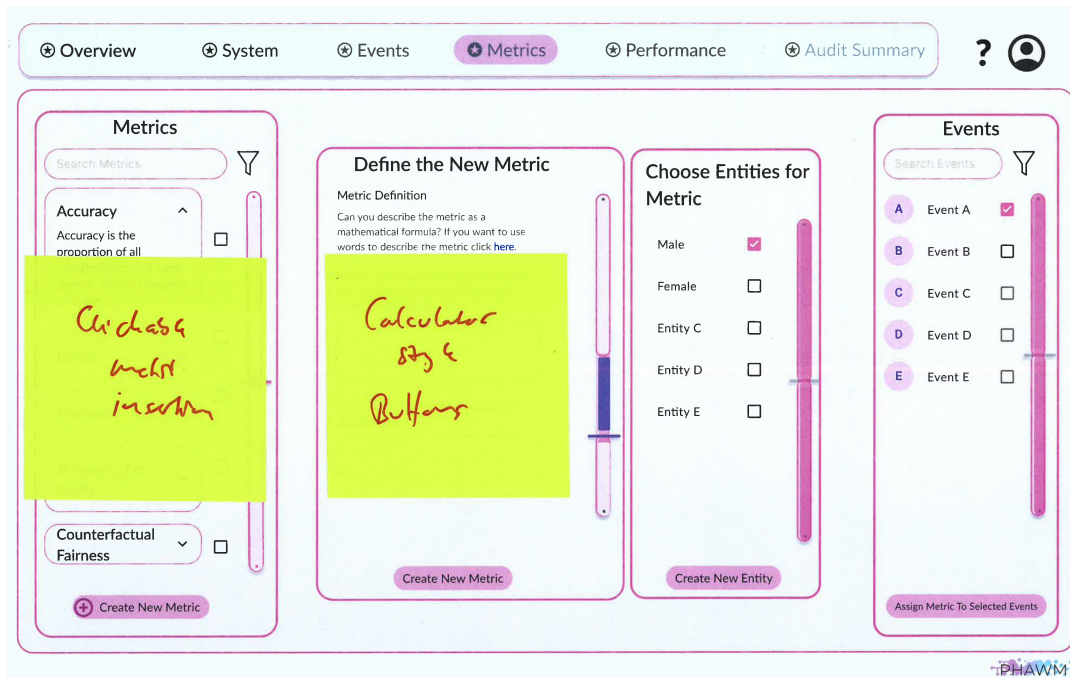 Overview
System
Events
Metrics
Performance
Audit Summary
?
Metrics
Search Metrics
Accuracy
Accuracy is the
proportion of all
Clickable
metric
insertion
Counterfactual
Fairness
Create New Metric
Define the New Metric
Metric Definition
Can you describe the metric as a
mathematical formula? If you want to use
words to describe the metric click here.
Calculator
style
Buttons
Create New Metric
Choose Entities for
Metric
Male
Female
Entity C
Entity D
Entity E
Create New Entity
Events
Search Events
A Event A
B Event B
C Event C
D Event D
E Event E
Assign Metric To Selected Events
PHAWM